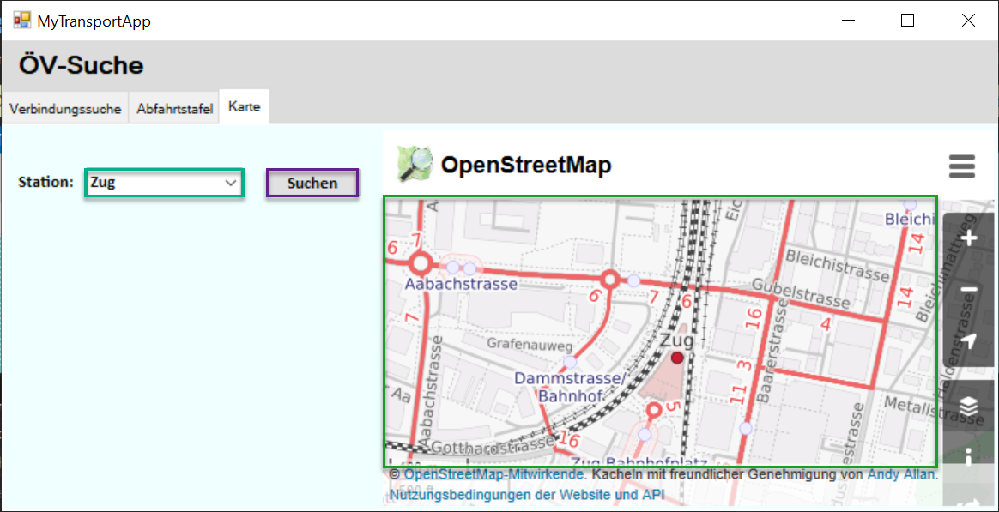 MyTransportApp
ÖV-Suche
Verbindungssuche Abfahrtstafel Karte
Station: Zug Suchen
OpenStreetMap
Bleichi
6 7 14
Bleichistrasse
Bleichimattweg
Aabachstrasse
Gubelstrasse
6 7 6 14
7 16 4
Zug
Grafenauweg
Baarerstrasse
Haldenstrasse
Aabachstrasse
3
Dammstrasse/
Bahnhof
11
Aa
5
Metallstrasse
Gotthardstrasse
16
Zug Bahnhofplatz
© OpenStreetMap-Mitwirkende. Kacheln mit freundlicher Genehmigung von Andy Allan.
Nutzungsbedingungen der Website und API